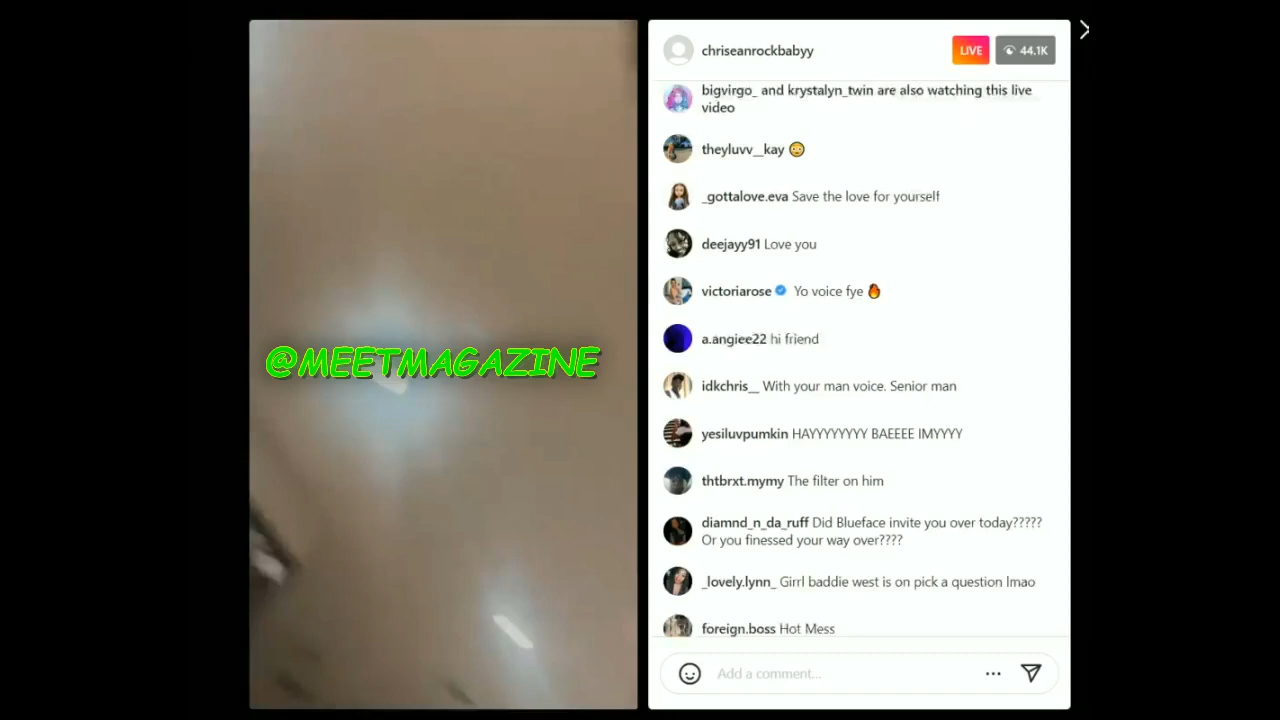 @MEETMAGAZINE
chriseanrockbabyy
LIVE
44.1K
bigvirgo_ and krystalyn_twin are also watching this live
video
theyluvv__kay 😳
_gottalove.eva Save the love for yourself
deejayy91 Love you
victoriarose Yo voice fye 🔥
a.angiee22 hi friend
idkchris__ With your man voice. Senior man
yesiluvpumkin HAYYYYYYYY BAEEEE IMYYYY
thtbrxt.mymy The filter on him
diamnd_n_da_ruff Did Blueface invite you over today?????
Or you finessed your way over????
_lovely.lynn_ Girrl baddie west is on pick a question lmao
foreign.boss Hot Mess
Add a comment...